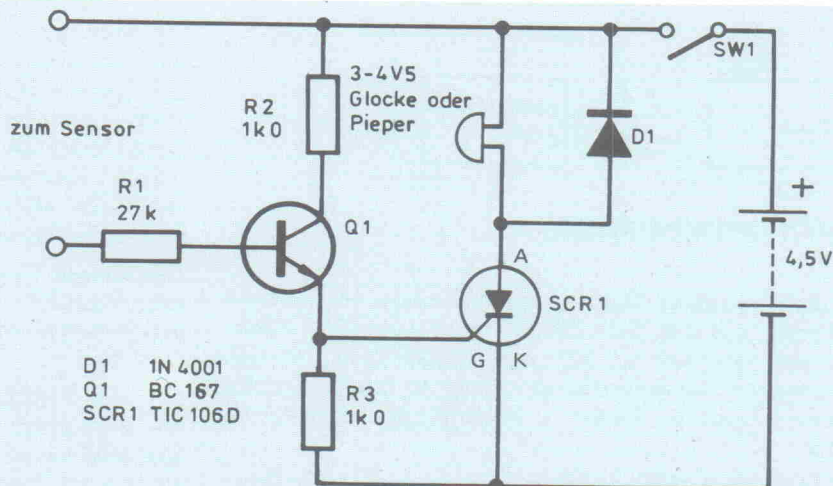 SW1
3-4V5
Glocke oder
Pieper
R2
1k0
zum Sensor
D1
R1
27k
Q1
+
4,5V
A
SCR1
G K
D1 1N 4001
Q1 BC 167
SCR1 TIC 106D
R3
1k0